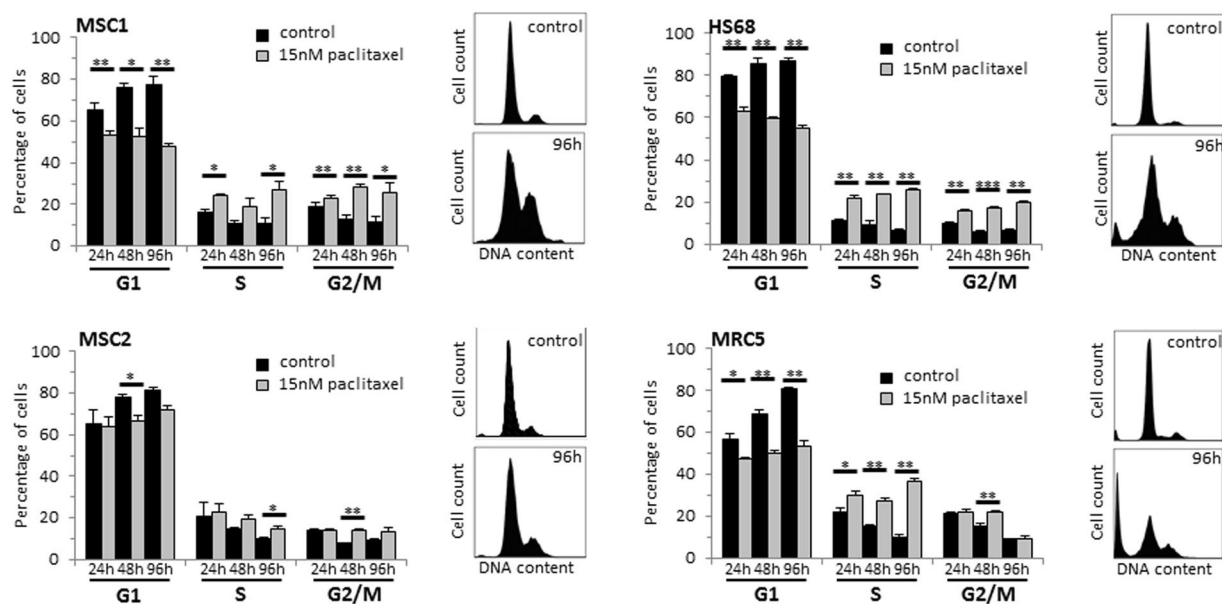 MSC1
control
15nM paclitaxel
Percentage of cells
100
80
60
40
20
0
** * **
* *
** ** *
24h 48h 96h 24h 48h 96h 24h 48h 96h
G1 S G2/M
Cell count
control
Cell count
96h
DNA content
HS68
control
15nM paclitaxel
Percentage of cells
100
80
60
40
20
0
** ** **
** ** **
** *** **
24h 48h 96h 24h 48h 96h 24h 48h 96h
G1 S G2/M
Cell count
control
Cell count
96h
DNA content
MSC2
control
15nM paclitaxel
Percentage of cells
100
80
60
40
20
0
*
*
**
24h 48h 96h 24h 48h 96h 24h 48h 96h
G1 S G2/M
Cell count
control
Cell count
96h
DNA content
MRC5
control
15nM paclitaxel
Percentage of cells
100
80
60
40
20
0
* ** **
* ** **
**
24h 48h 96h 24h 48h 96h 24h 48h 96h
G1 S G2/M
Cell count
control
Cell count
96h
DNA content